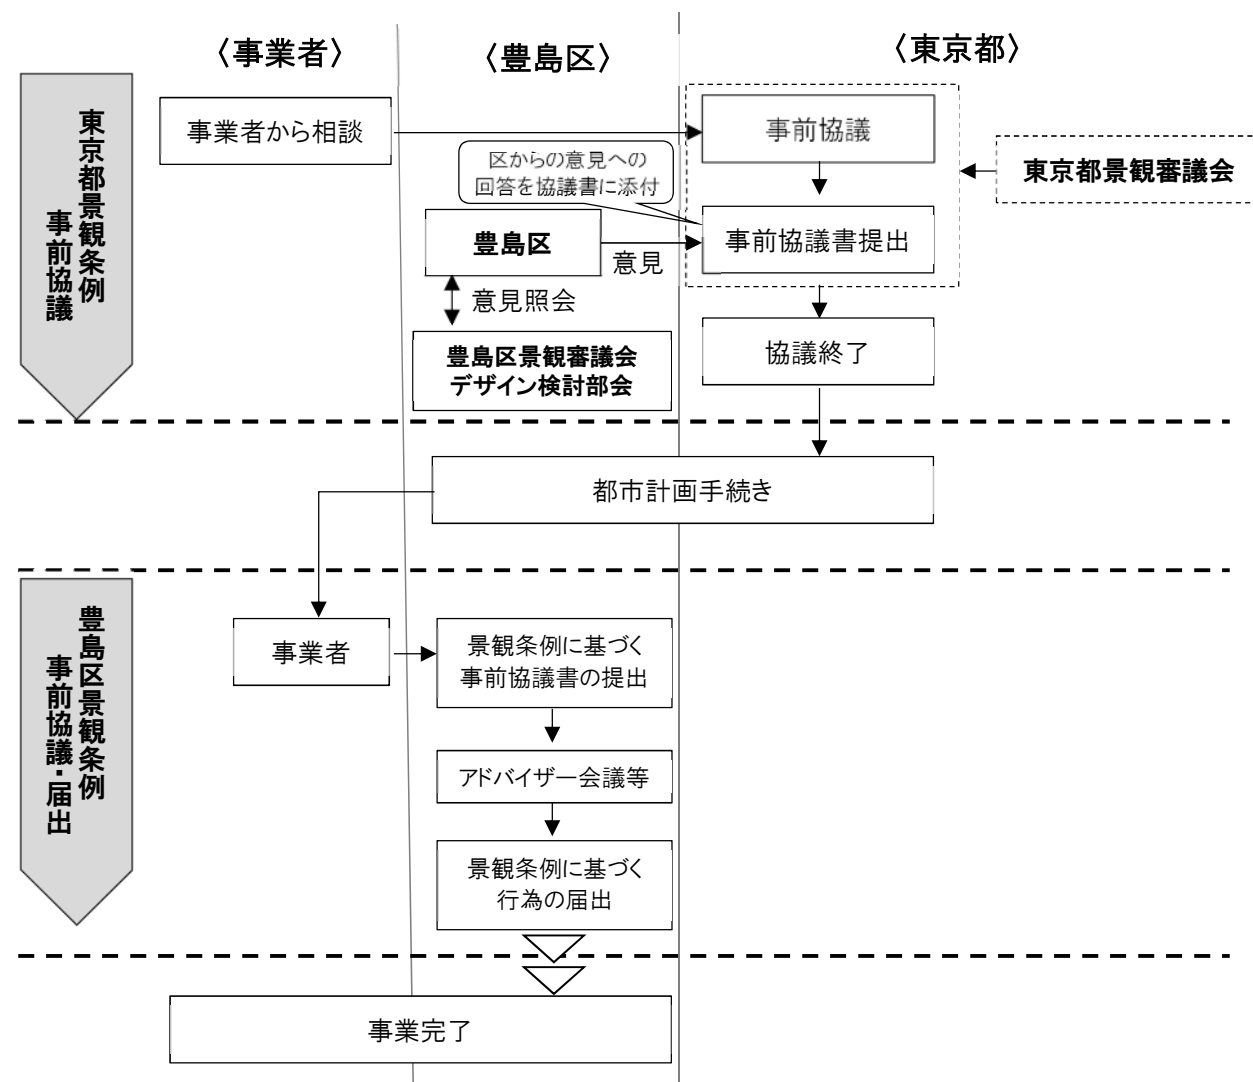 〈事業者〉
〈豊島区〉
〈東京都〉
東京都景観条例
事前協議
事業者から相談
事前協議
東京都景観審議会
区からの意見への
回答を協議書に添付
豊島区
意見
事前協議書提出
意見照会
豊島区景観審議会
デザイン検討部会
協議終了
都市計画手続き
豊島区景観条例
事前協議・届出
事業者
景観条例に基づく
事前協議書の提出
アドバイザー会議等
景観条例に基づく
行為の届出
事業完了